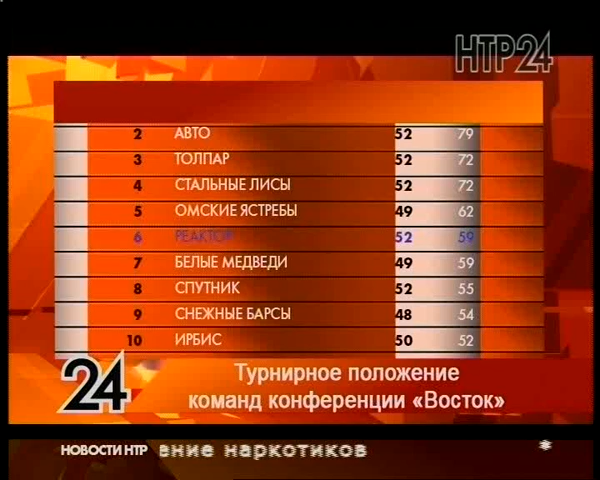 НТР24
2 АВТО 52 79
3 ТОЛПАР 52 72
4 СТАЛЬНЫЕ ЛИСЫ 52 72
5 ОМСКИЕ ЯСТРЕБЫ 49 62
6 РЕАКТОР 52 59
7 БЕЛЫЕ МЕДВЕДИ 49 59
8 СПУТНИК 52 55
9 СНЕЖНЫЕ БАРСЫ 48 54
10 ИРБИС 50 52
24
Турнирное положение
команд конференции «Восток»
НОВОСТИ НТР ение наркотиков